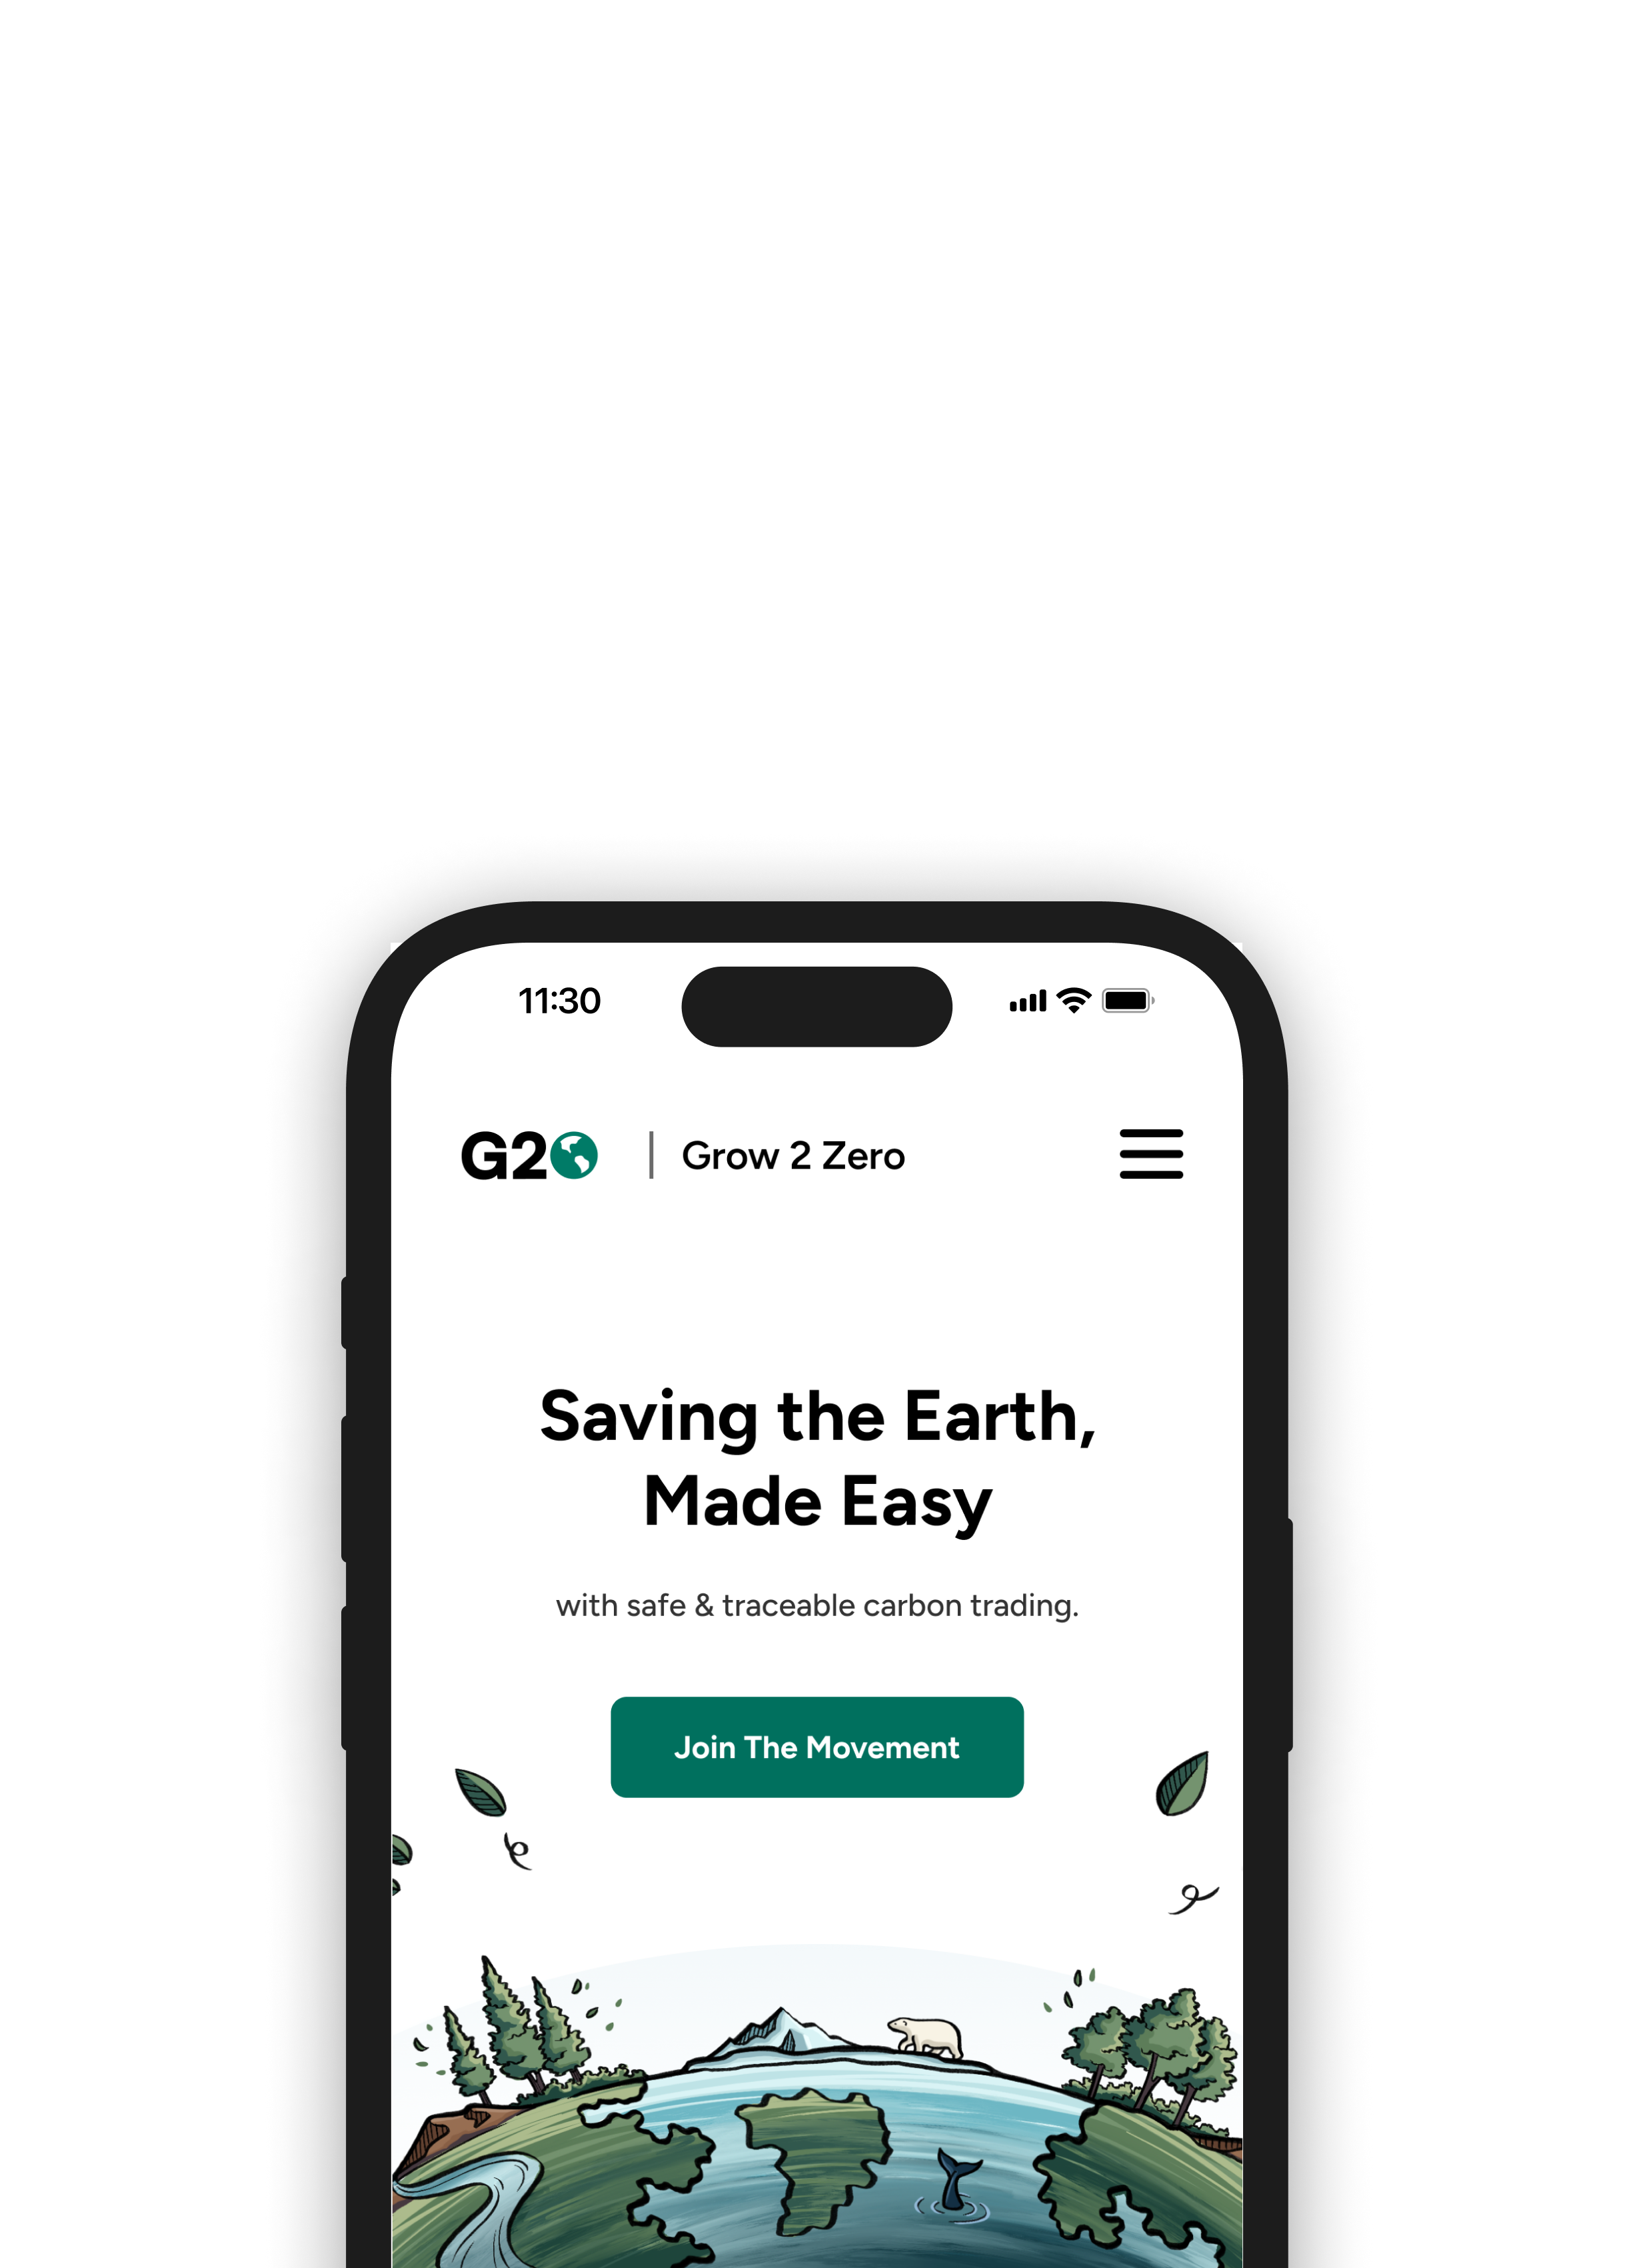 11:30
G2
Grow 2 Zero
Saving the Earth,
Made Easy
with safe & traceable carbon trading.
Join The Movement